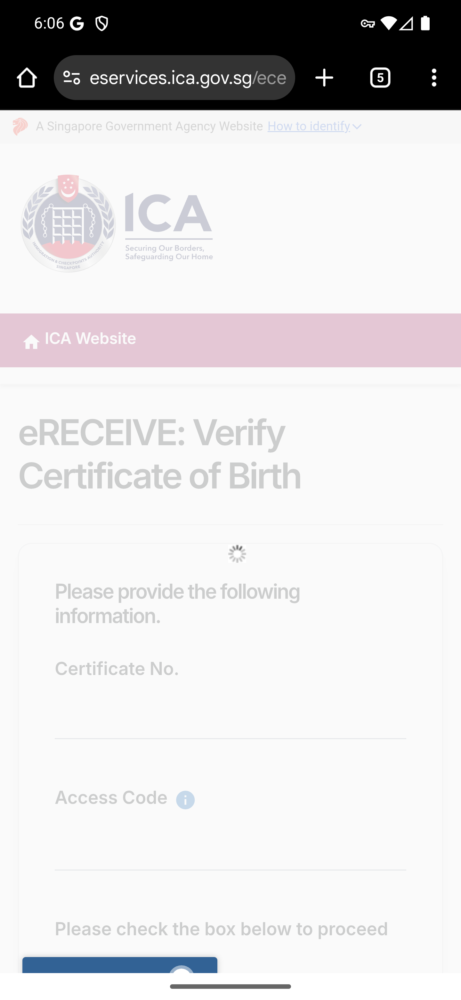 6:06
eservices.ica.gov.sg/ece
5
A Singapore Government Agency Website How to identify
IMMIGRATION & CHECKPOINTS AUTHORITY
SINGAPORE
ICA
Securing Our Borders,
Safeguarding Our Home
ICA Website
eRECEIVE: Verify
Certificate of Birth
Please provide the following
information.
Certificate No.
Access Code
Please check the box below to proceed